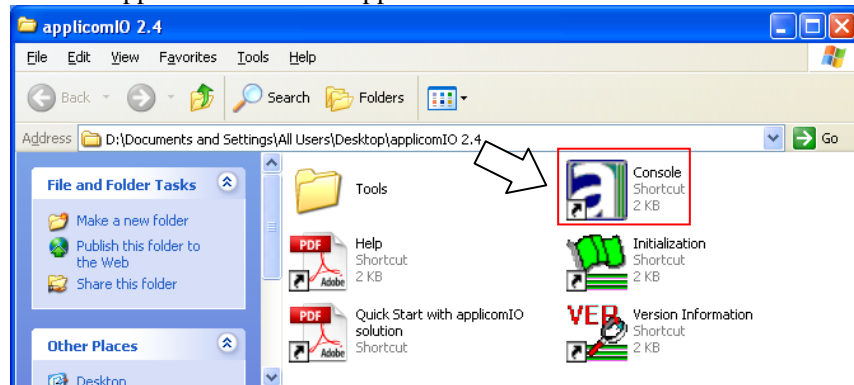 applicomIO 2.4
File Edit View Favorites Tools Help
Back Search Folders
Address D:\Documents and Settings\All Users\Desktop\applicomIO 2.4 Go
File and Folder Tasks
Make a new folder
Publish this folder to
the Web
Share this folder
Other Places
Desktop
Tools
Console
Shortcut
2 KB
PDF
Adobe
Help
Shortcut
2 KB
Initialization
Shortcut
2 KB
PDF
Adobe
Quick Start with applicomIO
solution
Shortcut
VER
Version Information
Shortcut
2 KB